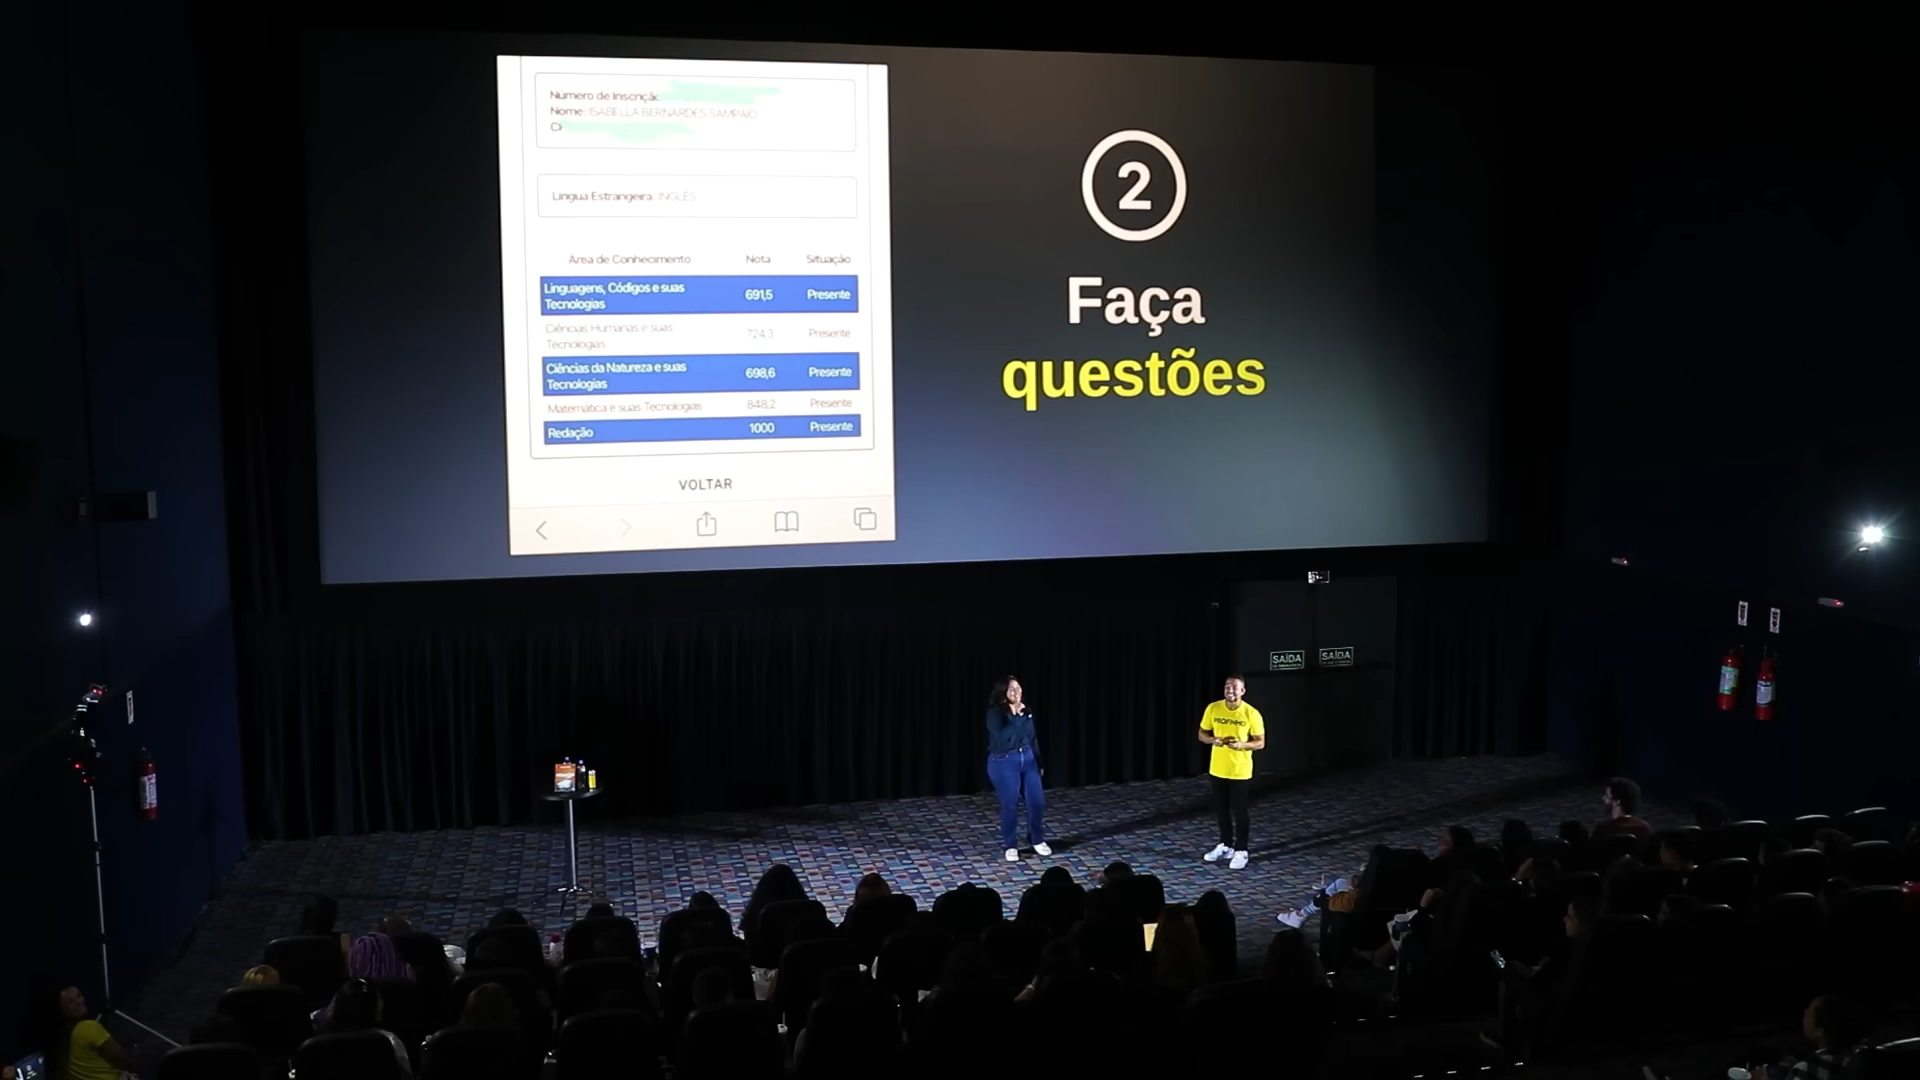 Numero de Inscriçã
Nome: ISABELLA BERNARDES SAMPAIO
Lingua Estrangeira: INGLÊS
Area de Conhecimento Nota Situação
Linguagens, Códigos e suas
Tecnologias 691,5 Presente
Ciências Humanas e suas
Tecnologias 724,3 Presente
Ciências da Natureza e suas
Tecnologias 698,6 Presente
Matemática e suas Tecnologias 848,2 Presente
Redação 1000 Presente
VOLTAR
2
Faça
questões
SAÍDA
SAÍDA